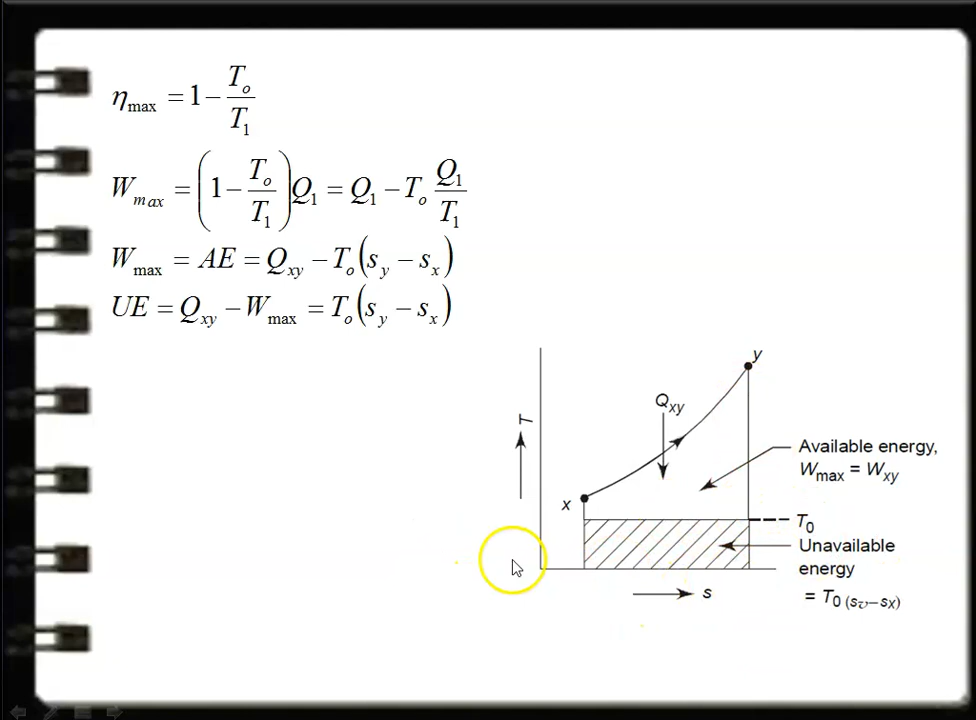 η_max = 1 − T_o / T_1
W_max = (1 − T_o / T_1) Q_1 = Q_1 − T_o Q_1 / T_1
W_max = AE = Q_xy − T_o (s_y − s_x)
UE = Q_xy − W_max = T_o (s_y − s_x)
y
Q_xy
T
Available energy,
W_max = W_xy
x
T_0
Unavailable
energy
= T_0 (s_v−s_x)
s